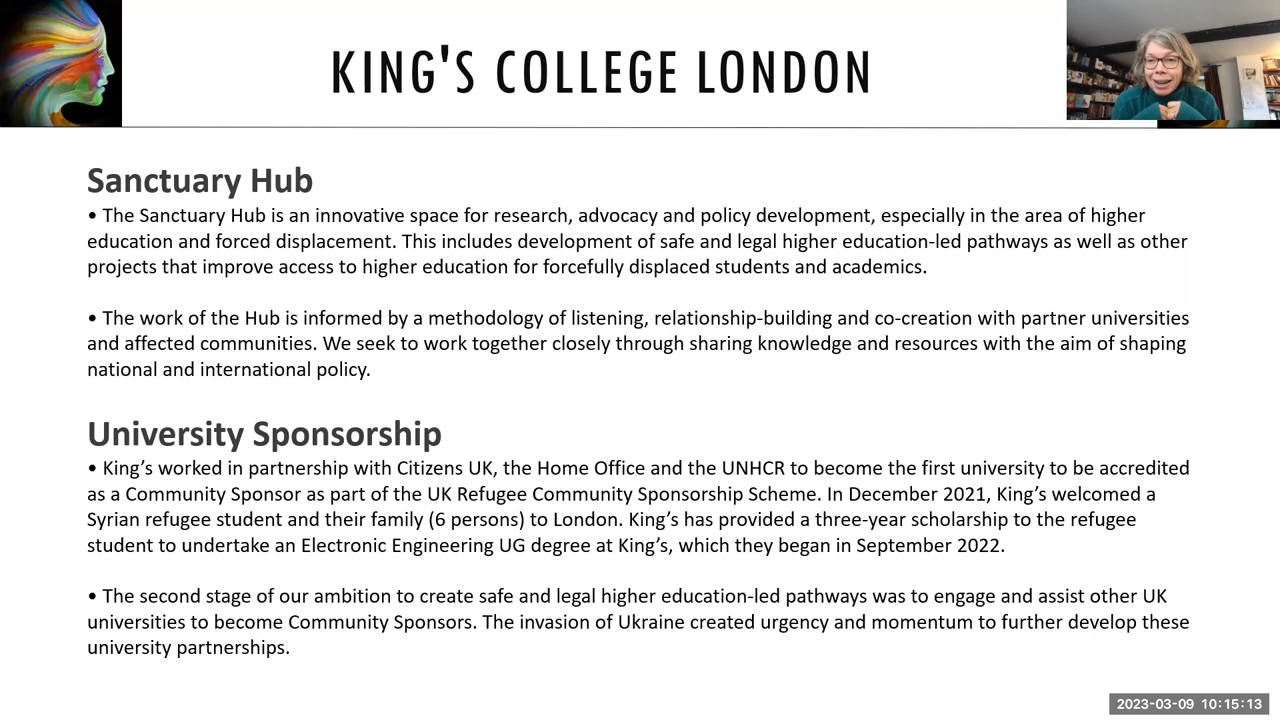 KING'S COLLEGE LONDON
Sanctuary Hub
• The Sanctuary Hub is an innovative space for research, advocacy and policy development, especially in the area of higher
education and forced displacement. This includes development of safe and legal higher education-led pathways as well as other
projects that improve access to higher education for forcefully displaced students and academics.
• The work of the Hub is informed by a methodology of listening, relationship-building and co-creation with partner universities
and affected communities. We seek to work together closely through sharing knowledge and resources with the aim of shaping
national and international policy.
University Sponsorship
• King’s worked in partnership with Citizens UK, the Home Office and the UNHCR to become the first university to be accredited
as a Community Sponsor as part of the UK Refugee Community Sponsorship Scheme. In December 2021, King’s welcomed a
Syrian refugee student and their family (6 persons) to London. King’s has provided a three-year scholarship to the refugee
student to undertake an Electronic Engineering UG degree at King’s, which they began in September 2022.
• The second stage of our ambition to create safe and legal higher education-led pathways was to engage and assist other UK
universities to become Community Sponsors. The invasion of Ukraine created urgency and momentum to further develop these
university partnerships.
2023-03-09 10:15:13